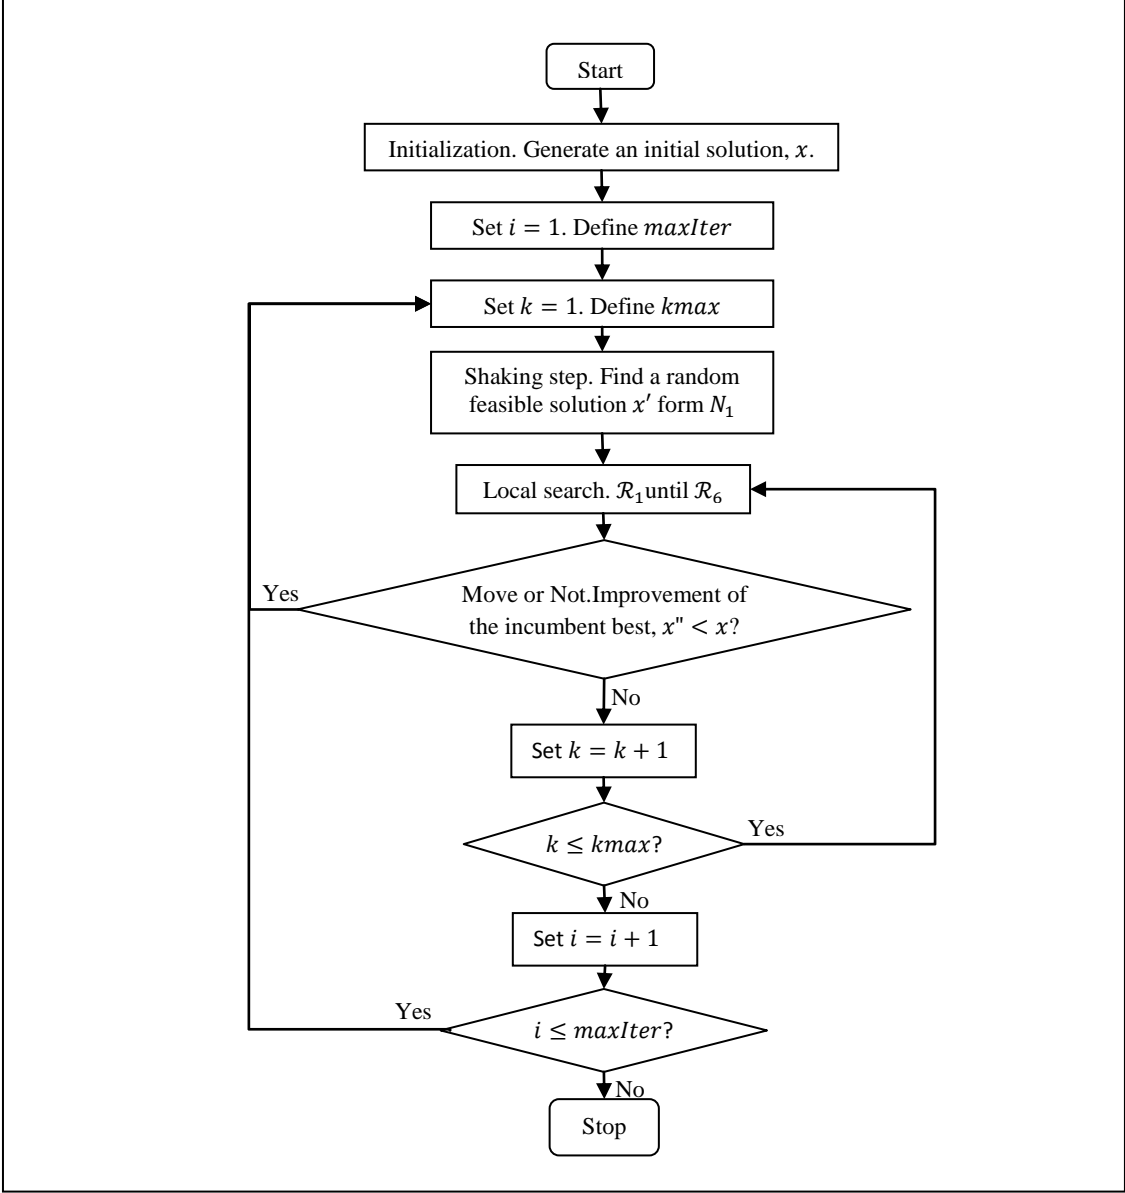 Start
Initialization. Generate an initial solution, x.
Set i = 1. Define maxIter
Set k = 1. Define kmax
Shaking step. Find a random
feasible solution x′ form N₁
Local search. ℛ₁until ℛ₆
Yes
Move or Not.Improvement of
the incumbent best, x" < x?
No
Set k = k + 1
k ≤ kmax?
Yes
No
Set i = i + 1
Yes
i ≤ maxIter?
No
Stop